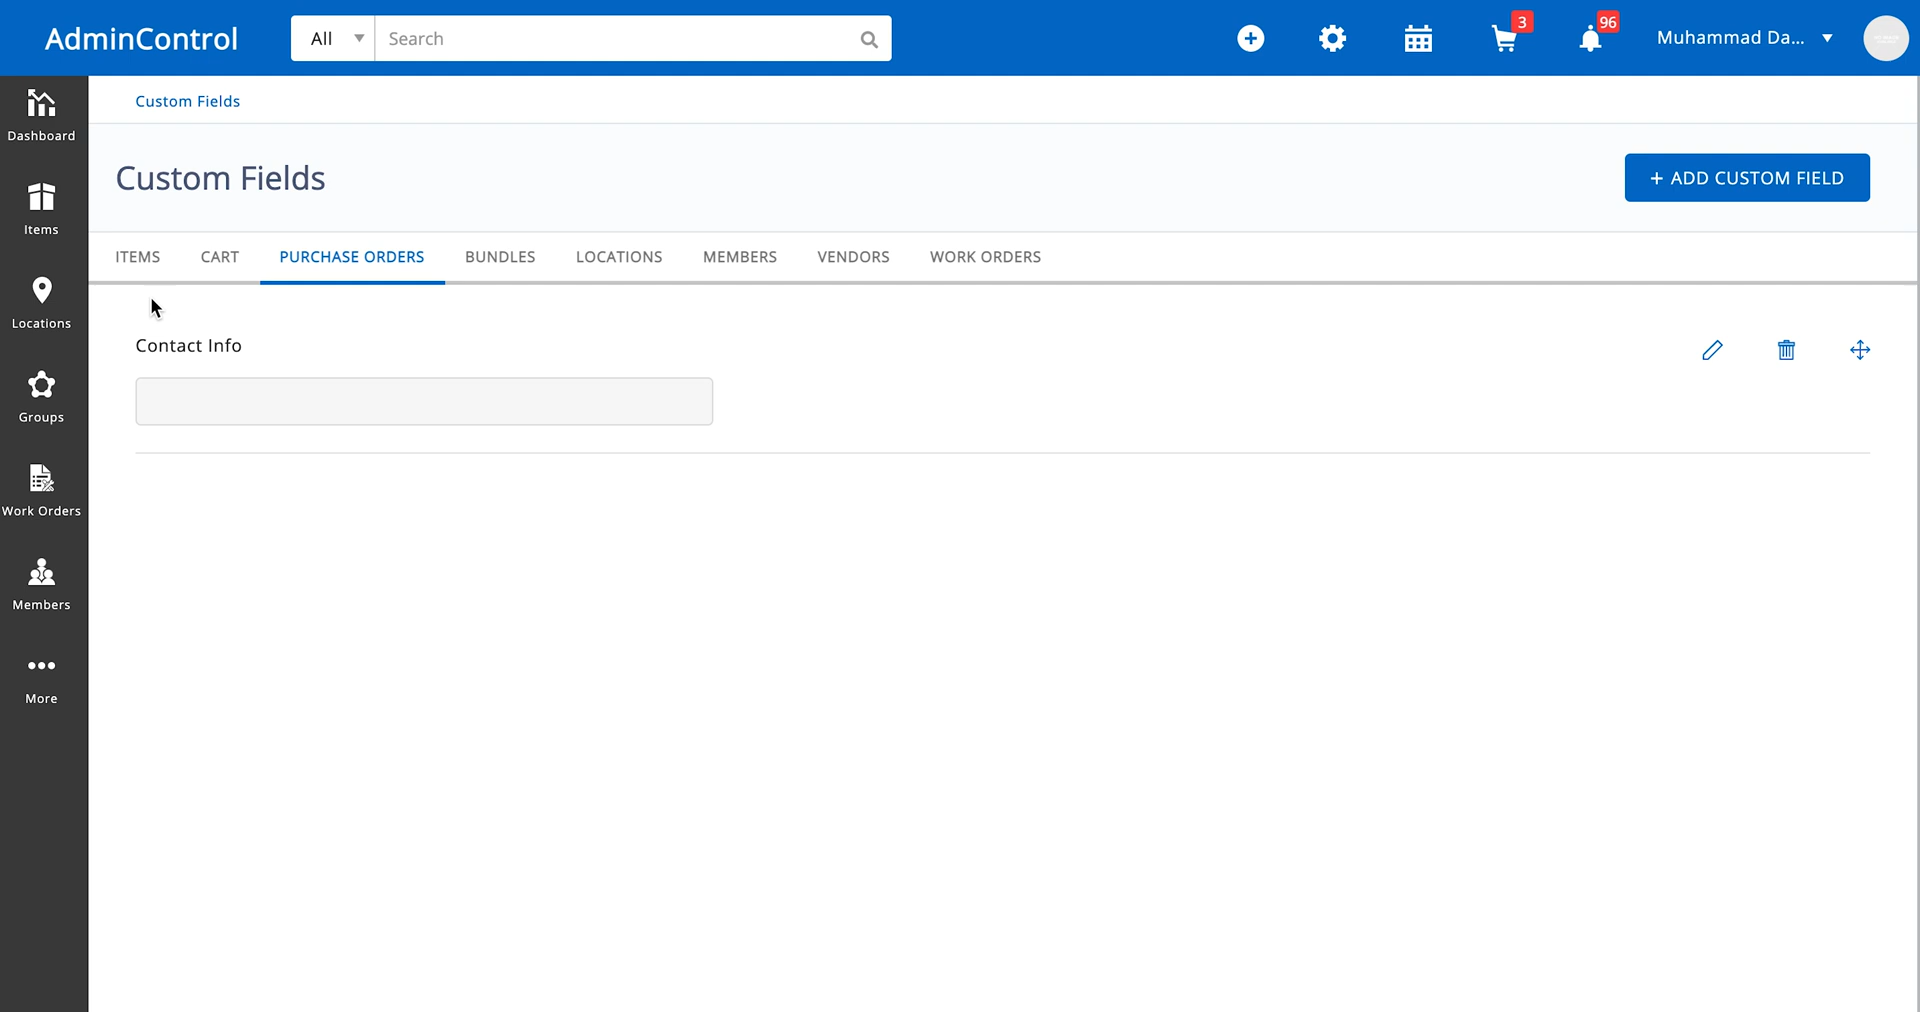 AdminControl
All
Search
3
96
Muhammad Da...
Dashboard
Items
Locations
Groups
Work Orders
Members
More
Custom Fields
Custom Fields
+ ADD CUSTOM FIELD
ITEMS
CART
PURCHASE ORDERS
BUNDLES
LOCATIONS
MEMBERS
VENDORS
WORK ORDERS
Contact Info